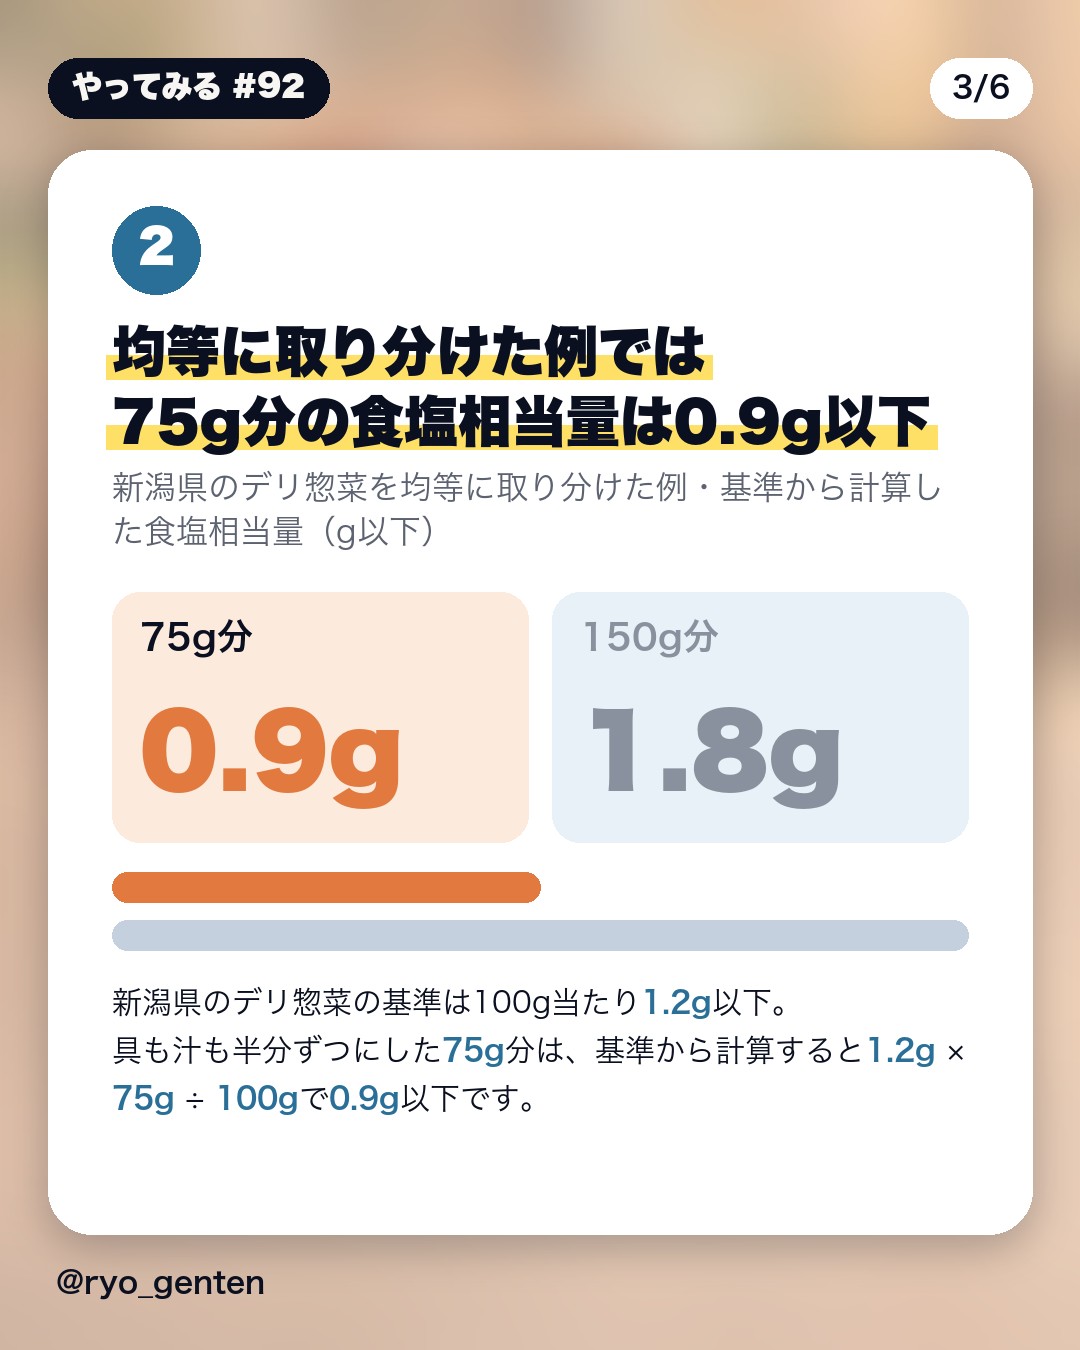 やってみる #92
3/6
2
均等に取り分けた例では
75g分の食塩相当量は0.9g以下
新潟県のデリ惣菜を均等に取り分けた例・基準から計算し
た食塩相当量（g以下）
75g分
150g分
0.9g
1.8g
新潟県のデリ惣菜の基準は100g当たり1.2g以下。
具も汁も半分ずつにした75g分は、基準から計算すると1.2g ×
75g ÷ 100gで0.9g以下です。
@ryo_genten